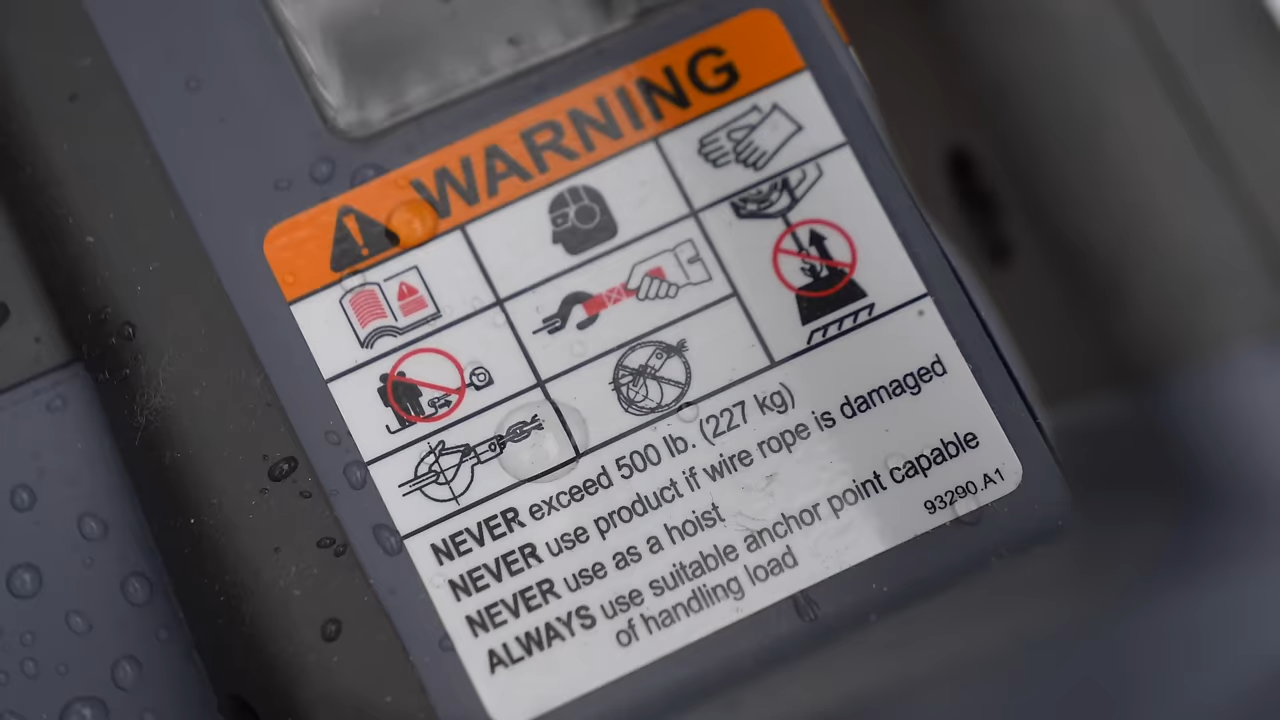 WARNING
NEVER exceed 500 lb. (227 kg)
NEVER use product if wire rope is damaged
NEVER use as a hoist
ALWAYS use suitable anchor point capable
of handling load
93290.A1